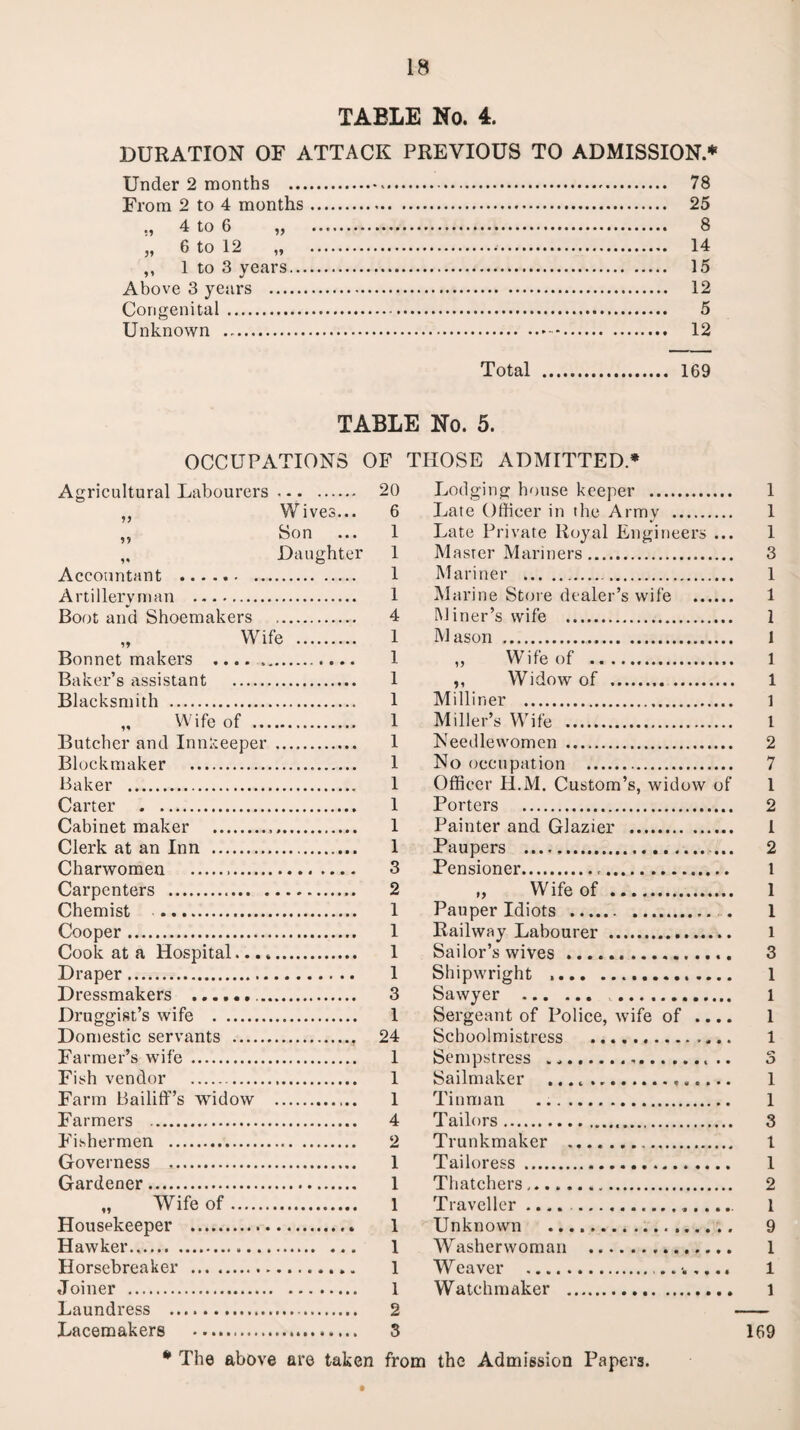 18
TABLE No. 4.
DURATION OF ATTACK PREVIOUS TO ADMISSION.*
Under 2 months ........ 78
From 2 to 4 months ........ 25
„ 4 to 6 „ ........ 8
„ 6 to 12 „ ........ 14
„ 1 to 3 years ........ 15
Above 3 years ........ 12
Congenital ........ 5
Unknown ........ 12
Total ........ 169
TABLE No. 5.
OCCUPATIONS OF THOSE ADMITTED.*
Agricultural Labourers ... ...... 20
„ Wives... 6
„ Son ... 1
„ Daughter 1
Accountant ........ 1
Artilleryman ........ 1
Boot and Shoemakers ........ 4
„ Wife ........ 1
Bonnet makers ........ 1
Baker's assistant ........ 1
Blacksmith ........ 1
„ Wife of ........ 1
Butcher and Innkeeper ........ 1
Blockmaker ........ 1
Baker ........ 1
Carter ........ 1
Cabinet maker ........ 1
Clerk at an Inn ........ 1
Charwomen ........ 3
Carpenters ........ 2
Chemist ........ 1
Cooper ........ 1
Cook at a Hospital ........ 1
Draper ........ 1
Dressmakers ........ 3
Druggist's wife ........ 1
Domestic servants ........ 24
Farmer's wife ........ 1
Fish vendor ........ 1
Farm Bailiff's widow ........ 1
Farmers ........ 4
Fishermen ........ 2
Governess ........ 1
Gardener ........ 1
„ Wife of ........ 1
Housekeeper ........ 1
Hawker ........ 1
Horsebreaker ........ 1
Joiner ........ 1
Laundress ........ 2
Lacemakers ........ 3
Lodging house keeper ........ 1
Late Officer in the Army ........ 1
Late Private Royal Engineers ... 1
Master Mariners ........ 3
Mariner ........ 1
Marine Store dealer's wife ........ 1
Miner's wife ........ 1
Mason ........ 1
„ Wife of ........ 1
„ Widow of ........ 1
Milliner ........ 1
Miller's Wife ........ 1
Needlewomen ........ 2
No occupation ........ 7
Officer H.M. Custom's, widow of 1
Porters ........ 2
Painter and Glazier ........ 1
Paupers ........ 2
Pensioner ........ 1
„ Wife of ........ 1
Pauper Idiots ........ 1
Railway Labourer ........ 1
Sailor's wives ........ 3
Shipwright ........ 1
Sawyer ........ 1
Sergeant of Police, wife of .... 1
Schoolmistress ........ 1
Sempstress ........ 3
Sailmaker ........ 1
Tinman ........ 1
Tailors ........ 3
Trunkmaker ........ 1
Tailoress ........ 1
Thatchers ........ 2
Traveller ........ 1
Unknown ........ 9
Washerwoman ........ 1
Weaver ........ 1
Watchmaker ........ 1
169
* The above are taken from the Admission Papers.